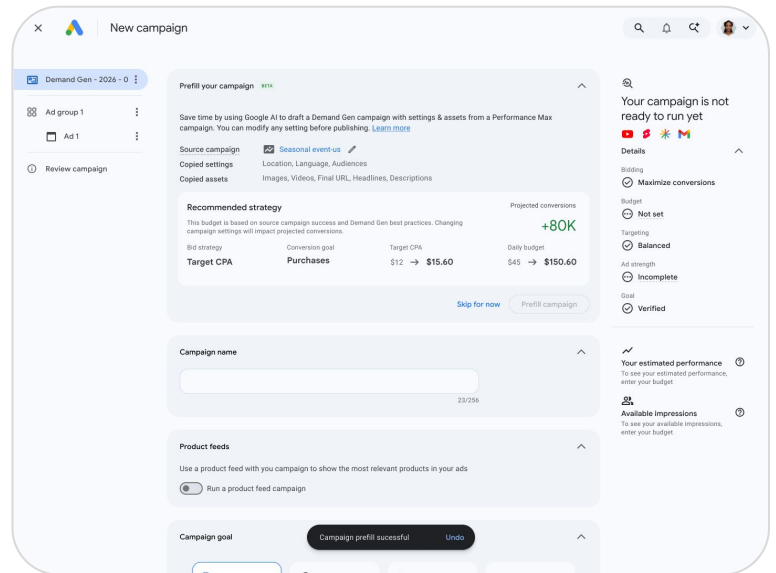 New campaign
Demand Gen - 2026 - 0
Ad group 1
Ad 1
Review campaign
Prefill your campaign BETA
Save time by using Google AI to draft a Demand Gen campaign with settings & assets from a Performance Max
campaign. You can modify any setting before publishing. Learn more
Source campaign Seasonal event-us
Copied settings Location, Language, Audiences
Copied assets Images, Videos, Final URL, Headlines, Descriptions
Recommended strategy Projected conversions
This budget is based on source campaign success and Demand Gen best practices. Changing
campaign settings will impact projected conversions.
+80K
Bid strategy Conversion goal Target CPA Daily budget
Target CPA Purchases $12 → $15.60 $45 → $150.60
Skip for now Prefill campaign
Campaign name
23/256
Product feeds
Use a product feed with you campaign to show the most relevant products in your ads
Run a product feed campaign
Campaign goal
Campaign prefill sucessful Undo
Your campaign is not
ready to run yet
Details
Bidding
Maximize conversions
Budget
Not set
Targeting
Balanced
Ad strength
Incomplete
Goal
Verified
Your estimated performance
To see your estimated performance,
enter your budget
Available impressions
To see your available impressions,
enter your budget